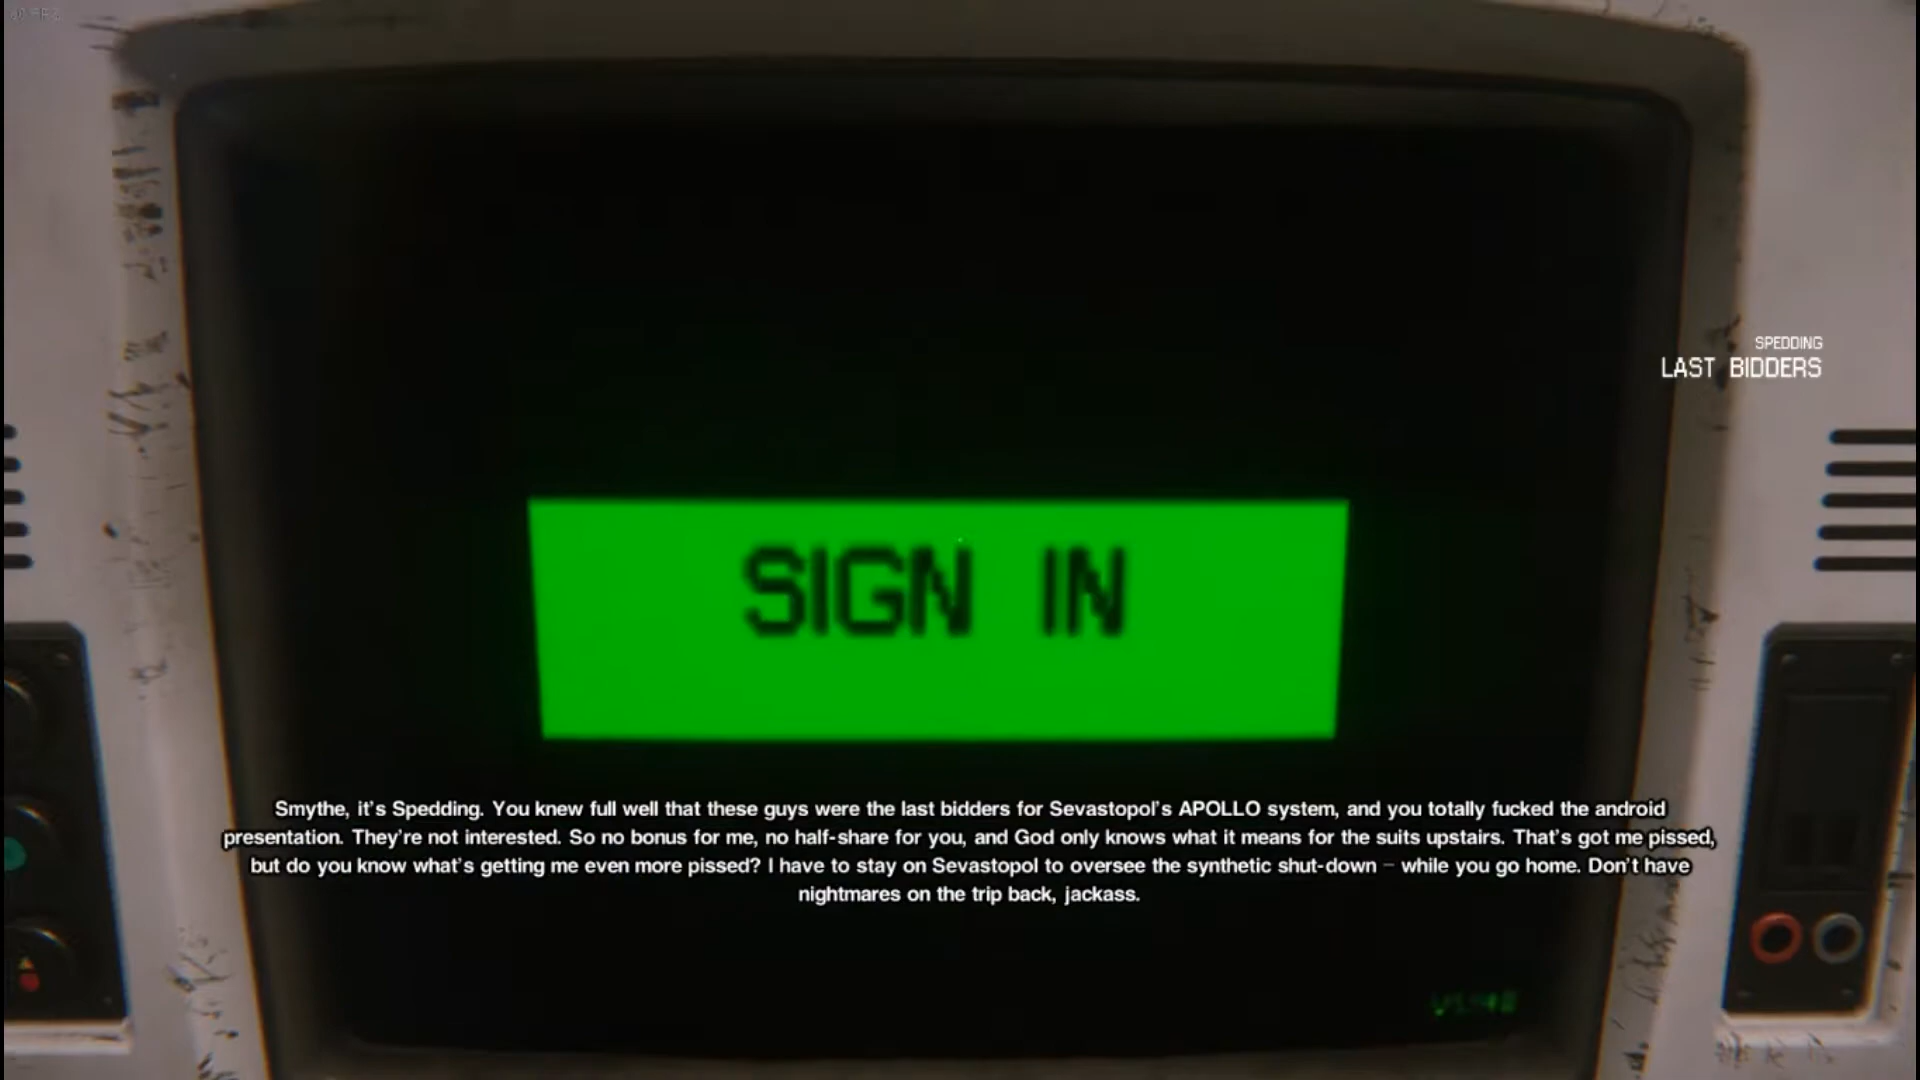 SPEDDING
LAST BIDDERS
SIGN IN
Smythe, it's Spedding. You knew full well that these guys were the last bidders for Sevastopol's APOLLO system, and you totally fucked the android
presentation. They're not interested. So no bonus for me, no half-share for you, and God only knows what it means for the suits upstairs. That's got me pissed,
but do you know what's getting me even more pissed? I have to stay on Sevastopol to oversee the synthetic shut-down – while you go home. Don't have
nightmares on the trip back, jackass.